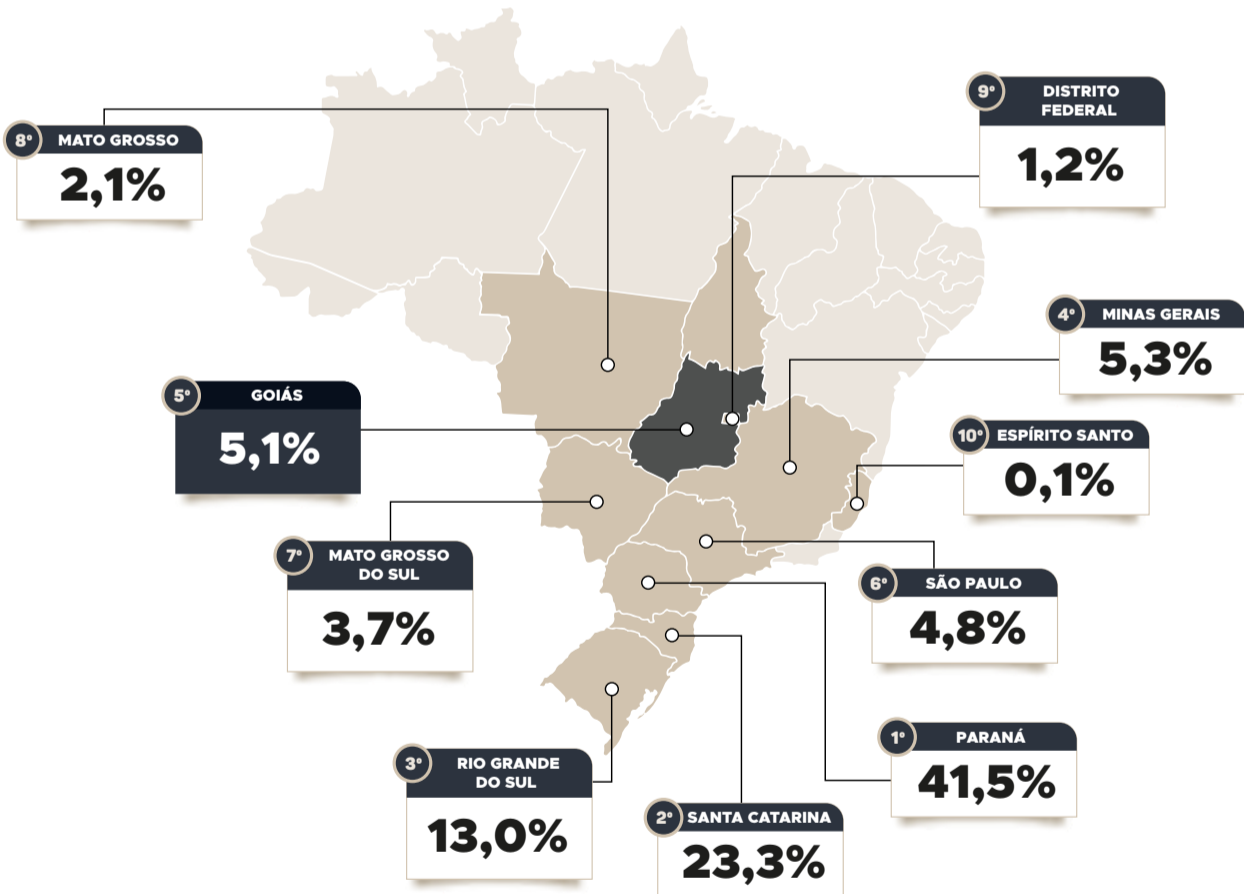 9º
DISTRITO
FEDERAL
1,2%
8º
MATO GROSSO
2,1%
4º
MINAS GERAIS
5,3%
5º
GOIÁS
5,1%
10º
ESPÍRITO SANTO
0,1%
7º
MATO GROSSO
DO SUL
3,7%
6º
SÃO PAULO
4,8%
1º
PARANÁ
41,5%
3º
RIO GRANDE
DO SUL
13,0%
2º
SANTA CATARINA
23,3%